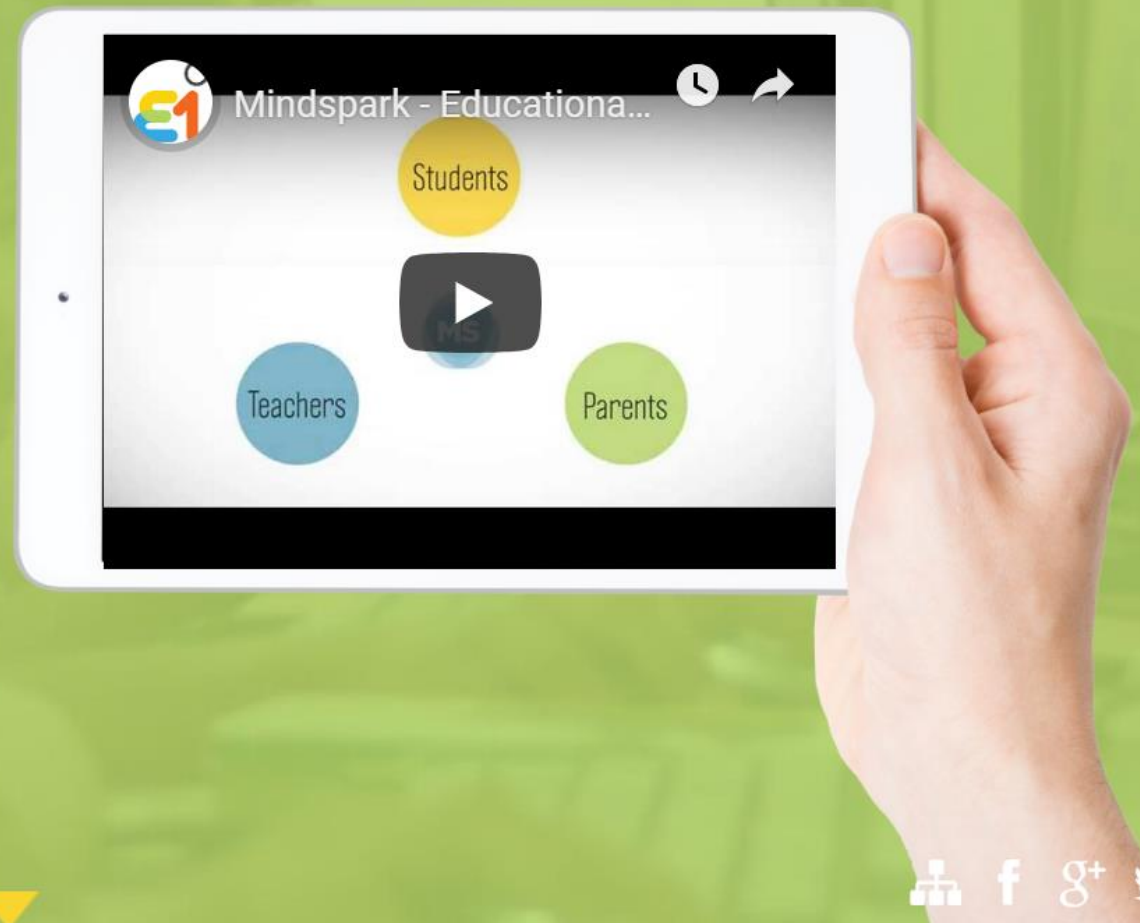 Mindspark - Educationa...
Students
MS
Teachers
Parents
f g+